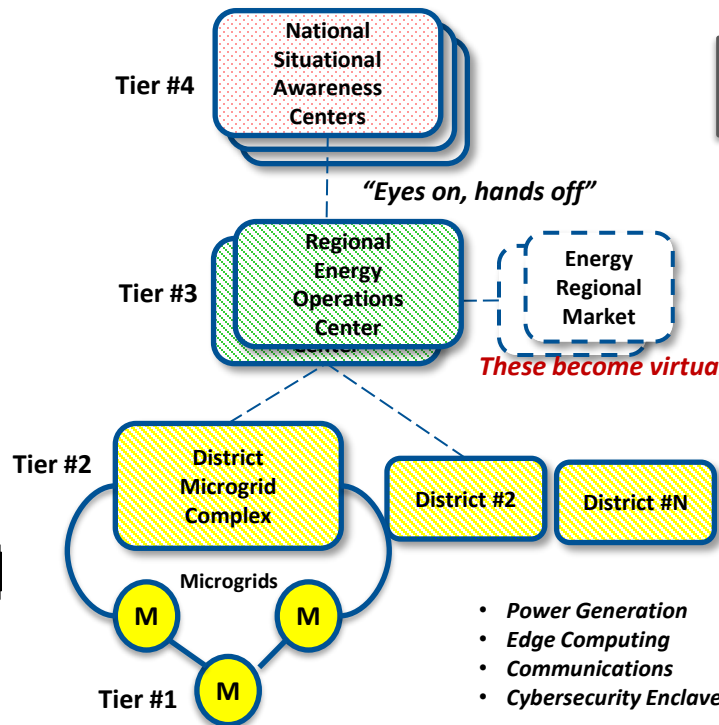 National
Situational
Awareness
Centers
Tier #4
“Eyes on, hands off”
Regional
Energy
Operations
Center
Center
Tier #3
Energy
Regional
Market
These become virtua
Tier #2
District
Microgrid
Complex
District #2
District #N
Microgrids
M
M
M
Tier #1
• Power Generation
• Edge Computing
• Communications
• Cybersecurity Enclave